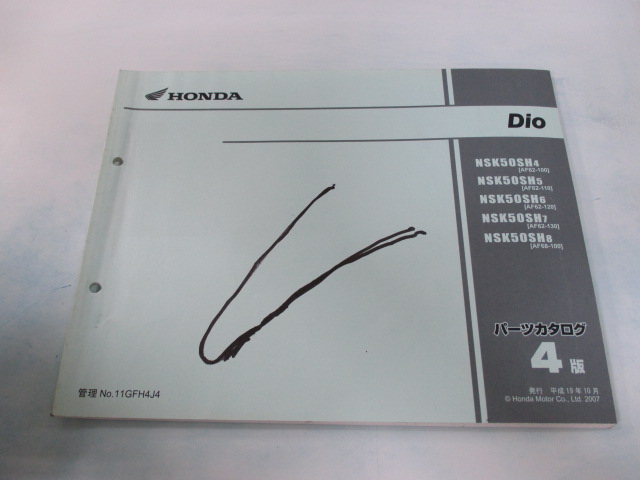 HONDA
Dio
NSK50SH4
[AF62-100]
NSK50SH5
[AF62-110]
NSK50SH6
[AF62-120]
NSK50SH7
[AF62-130]
NSK50SH8
[AF68-100]
パーツカタログ
4版
発行 平成19年10月
© Honda Motor Co., Ltd. 2007
管理 No.11GFH4J4